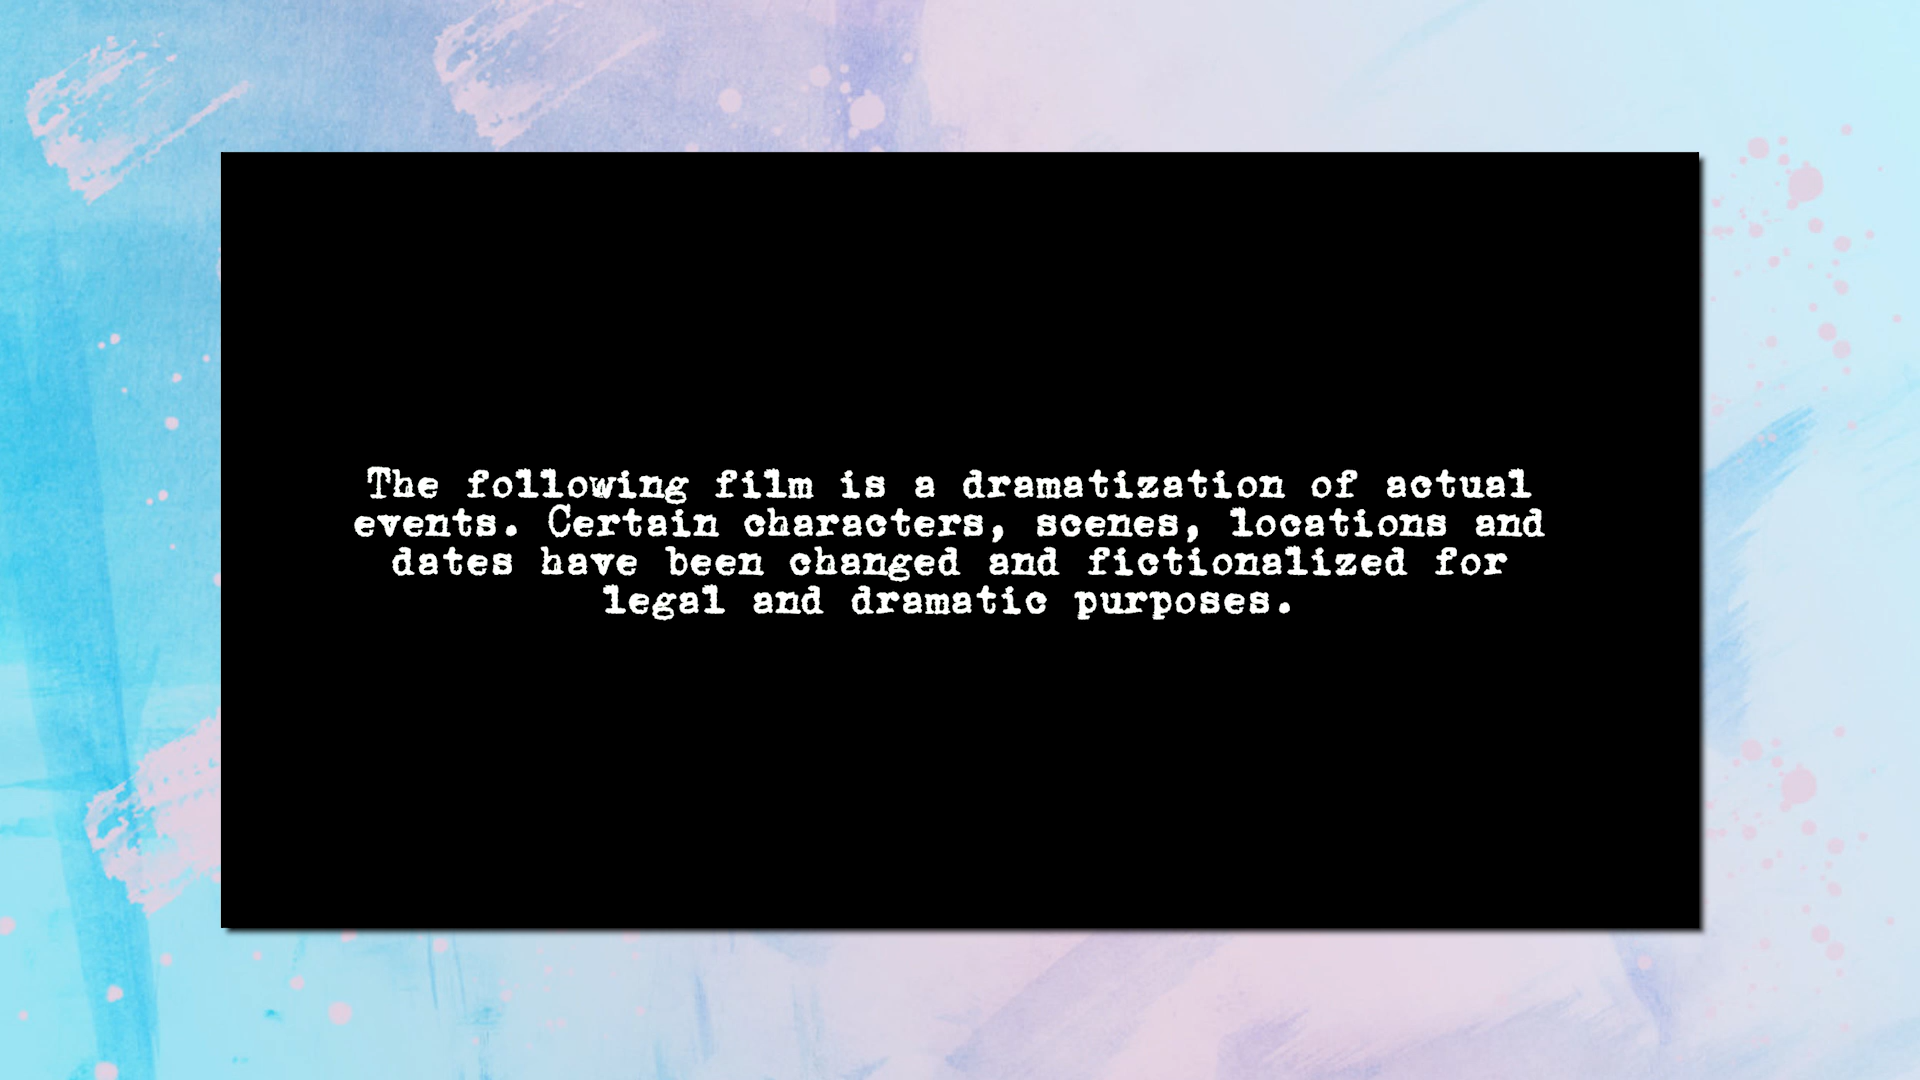 The following film is a dramatization of actual
events. Certain characters, scenes, locations and
dates have been changed and fictionalized for
legal and dramatic purposes.